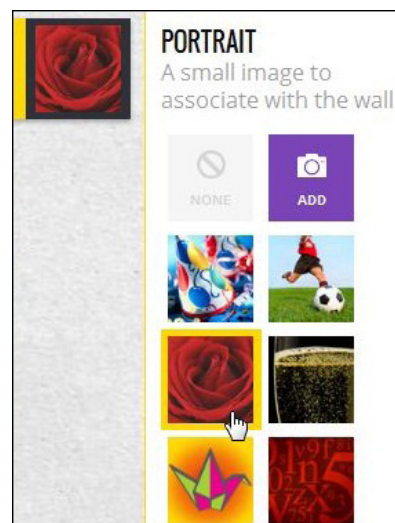 PORTRAIT
A small image to
associate with the wall
NONE
ADD